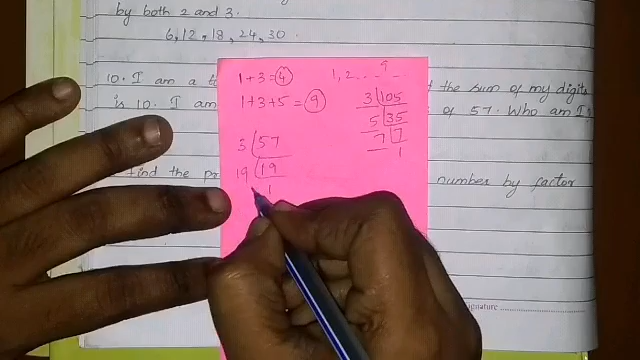 by both 2 and 3.
6, 12, 18, 24, 30.
10. I am a the sum of my digits
is 10. I am of 57. Who am I
find the number by factor
1+3=4
1+3+5=9
3 57
19 19
1
1, 2 9
3 105
5 35
7 7
1